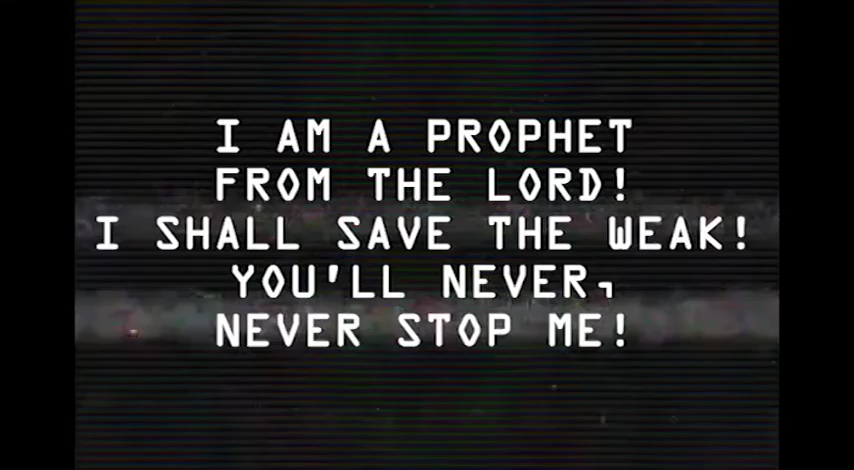 I AM A PROPHET
FROM THE LORD!
I SHALL SAVE THE WEAK!
YOU'LL NEVER,
NEVER STOP ME!